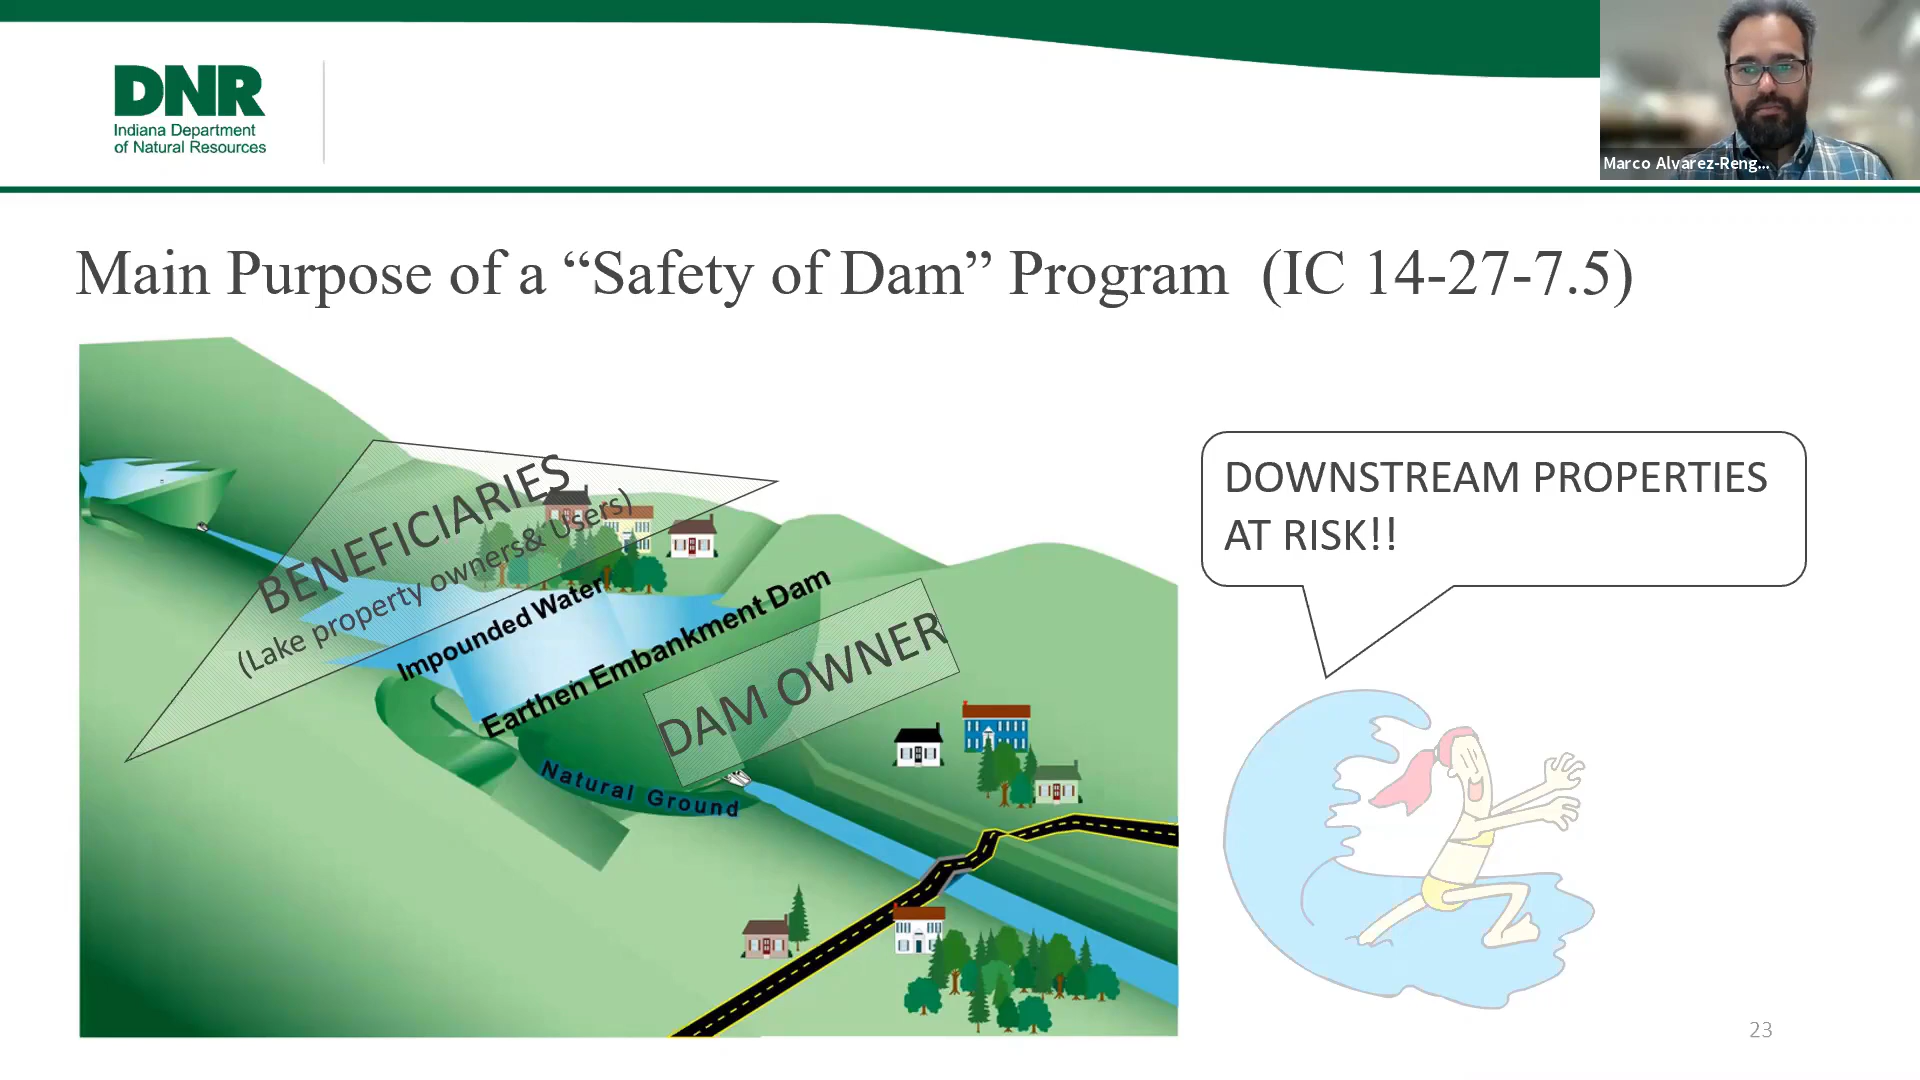 DNR
Indiana Department
of Natural Resources
Marco Alvarez-Reng...
Main Purpose of a “Safety of Dam” Program (IC 14-27-7.5)
BENEFICIARIES
(Lake property owners& Users)
Impounded Water
Earthen Embankment Dam
DAM OWNER
Natural Ground
DOWNSTREAM PROPERTIES
AT RISK!!
23